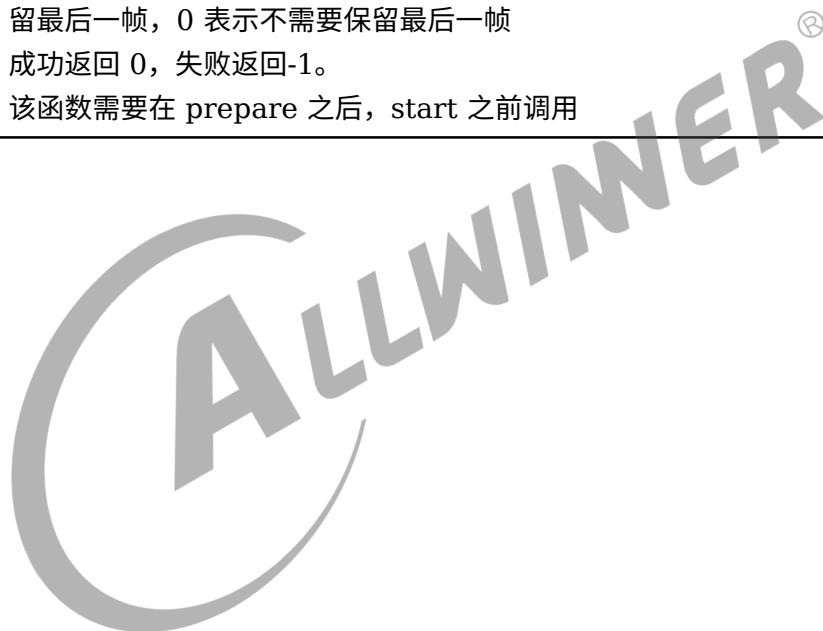 留最后一帧，0 表示不需要保留最后一帧
成功返回 0，失败返回-1。
该函数需要在 prepare 之后，start 之前调用
ALLWINNER®